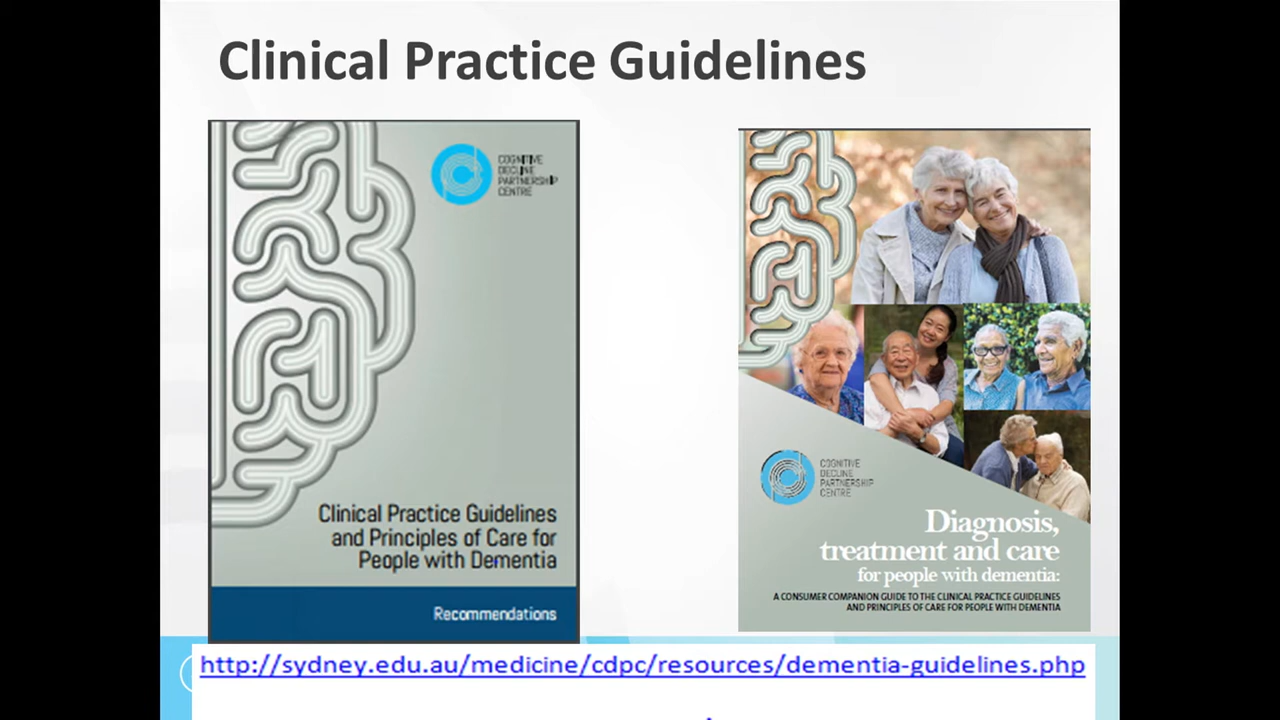 Clinical Practice Guidelines
COGNITIVE
DECLINE
PARTNERSHIP
CENTRE
Clinical Practice Guidelines
and Principles of Care for
People with Dementia
Recommendations
COGNITIVE
DECLINE
PARTNERSHIP
CENTRE
Diagnosis,
treatment and care
for people with dementia:
A CONSUMER COMPANION GUIDE TO THE CLINICAL PRACTICE GUIDELINES
AND PRINCIPLES OF CARE FOR PEOPLE WITH DEMENTIA
http://sydney.edu.au/medicine/cdpc/resources/dementia-guidelines.php